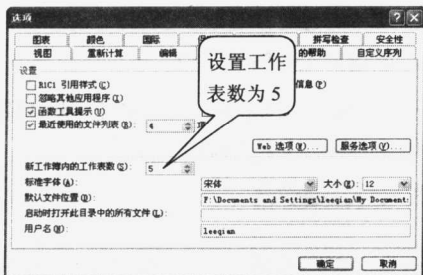 选项
图表 颜色 国际 拼写检查 安全性
视图 重新计算 编辑 的帮助 自定义序列
设置
R1C1 引用样式(C) 信息(P)
忽略其他应用程序(I)
函数工具提示(U)
最近使用的文件列表(R): 4 项
设置工作
表数为 5
Web 选项(W)... 服务选项(V)...
新工作簿内的工作表数(S): 5
标准字体(A): 宋体 大小(Z): 12
默认文件位置(D): F:\Documents and Settings\leeqian\My Document:
启动时打开此目录中的所有文件(L):
用户名(N): leeqian
确定 取消